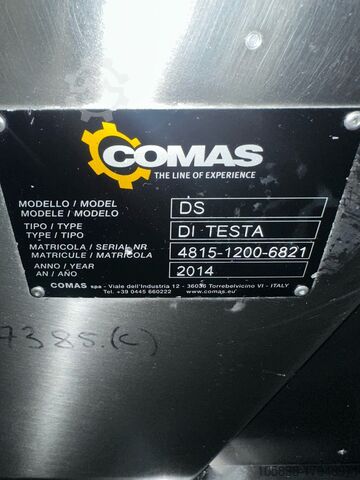 COMAS
THE LINE OF EXPERIENCE
MODELLO / MODEL
MODELE / MODELO
DS
TIPO / TYPE
TYPE / TIPO
DI TESTA
MATRICOLA / SERIAL NR
MATRICULE / MATRÍCOLA
4815-1200-6821
ANNO / YEAR
AN / AÑO
2014
COMAS spa - Viale dell'Industria 12 - 36036 Torrebelvicino VI - ITALY
Tel. +39 0445 660222 www.comas.eu
7385.(c)